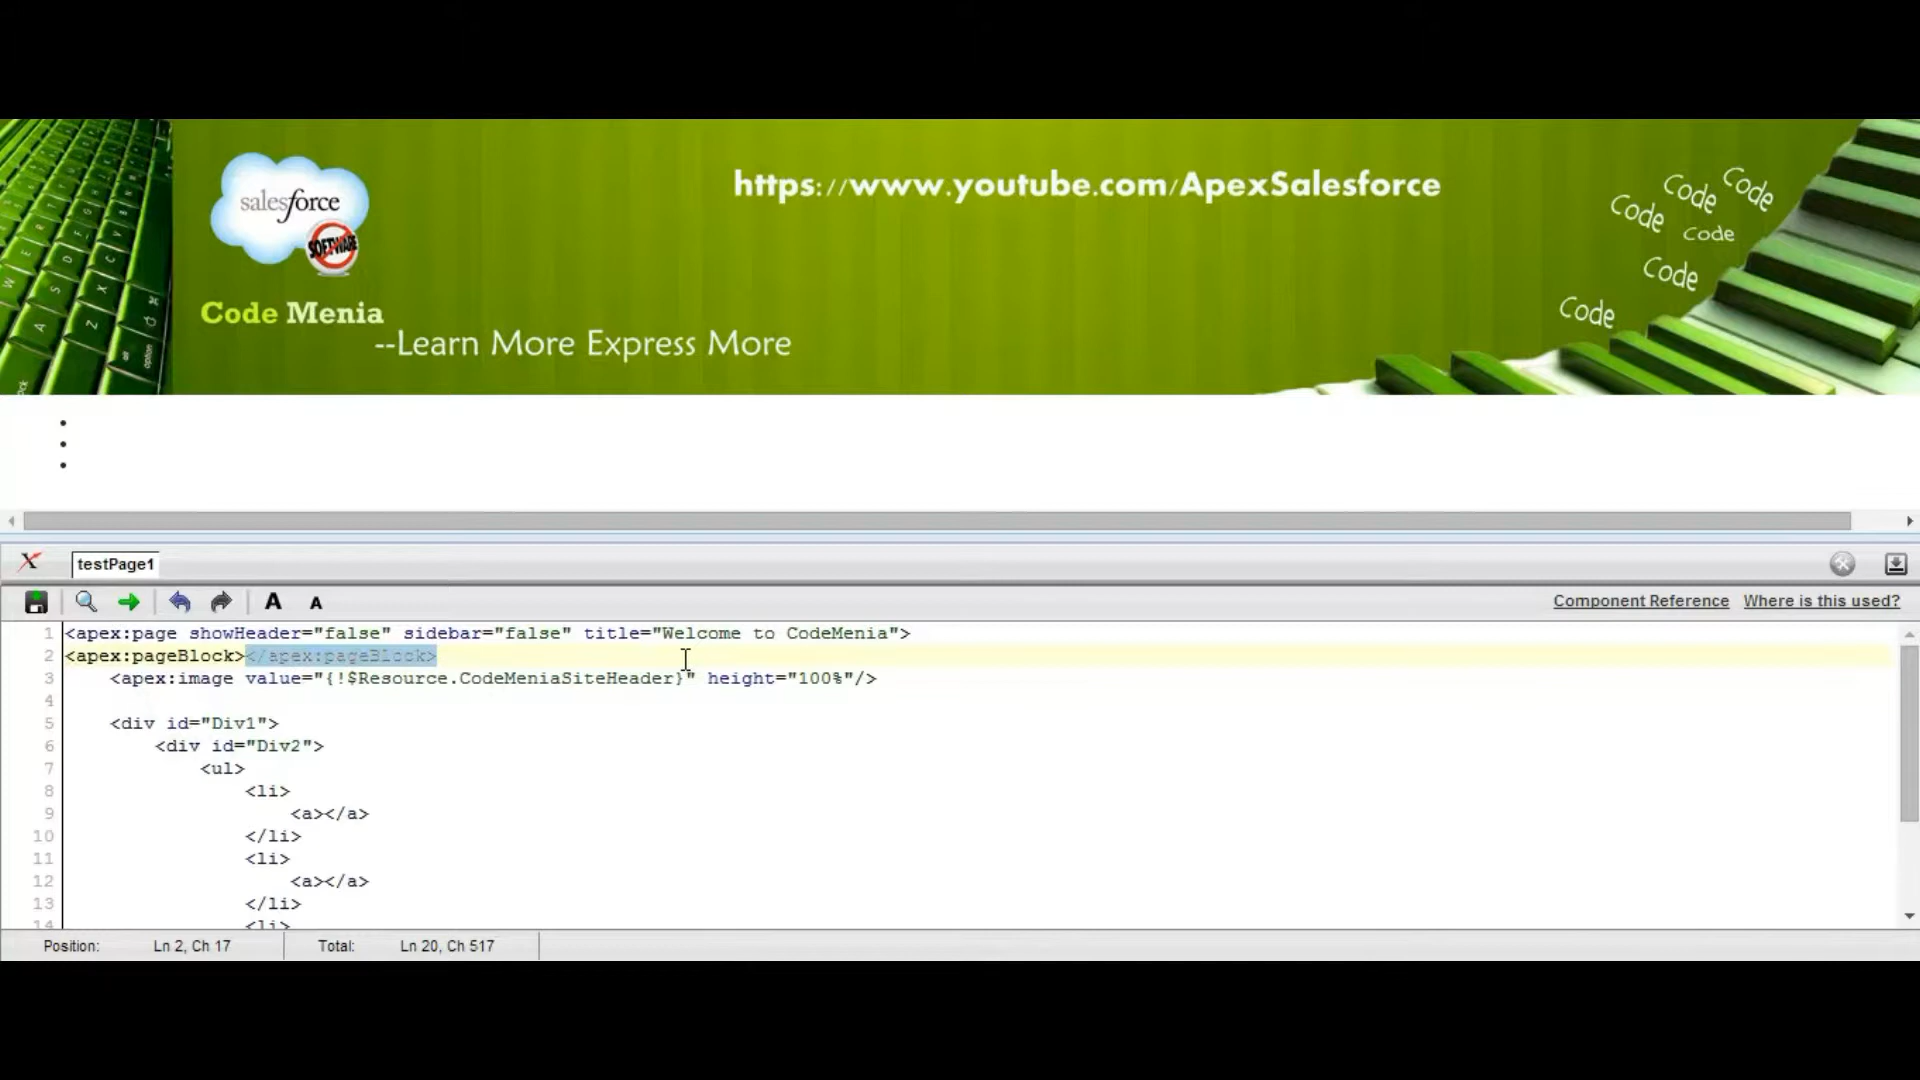 https://www.youtube.com/ApexSalesforce
salesforce
SOFTWARE
Code Code
Code Code
Code
Code
Code Menia
--Learn More Express More
testPage1
A A
Component Reference Where is this used?
1 <apex:page showHeader="false" sidebar="false" title="Welcome to CodeMenia">
2 <apex:pageBlock></apex:pageBlock>
3 <apex:image value="{!$Resource.CodeMeniaSiteHeader}" height="100%"/>
4
5 <div id="Div1">
6 <div id="Div2">
7 <ul>
8 <li>
9 <a></a>
10 </li>
11 <li>
12 <a></a>
13 </li>
14 <li>
Position: Ln 2, Ch 17 Total: Ln 20, Ch 517